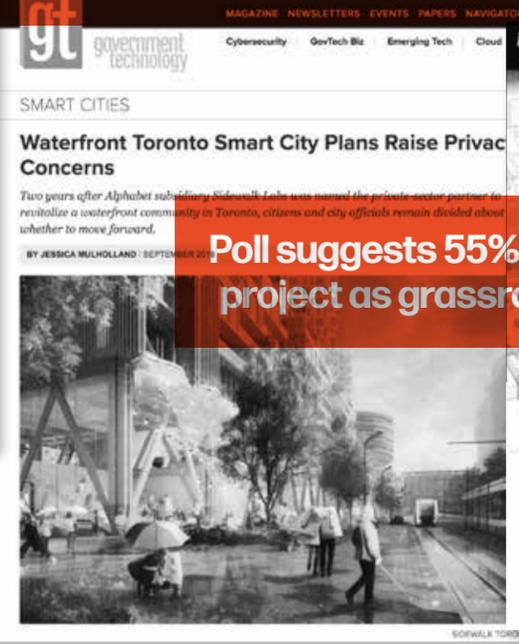 MAGAZINE NEWSLETTERS EVENTS PAPERS NAVIGATO
gt government
technology
Cybersecurity GovTech Biz Emerging Tech Cloud
SMART CITIES
Waterfront Toronto Smart City Plans Raise Privac
Concerns
Two years after Alphabet subsidiary Sidewalk Labs was named the private-sector partner to
revitalize a waterfront community in Toronto, citizens and city officials remain divided about
whether to move forward.
BY JESSICA MULHOLLAND / SEPTEMBER 2019
Poll suggests 55%
project as grassro
SIDEWALK TORO